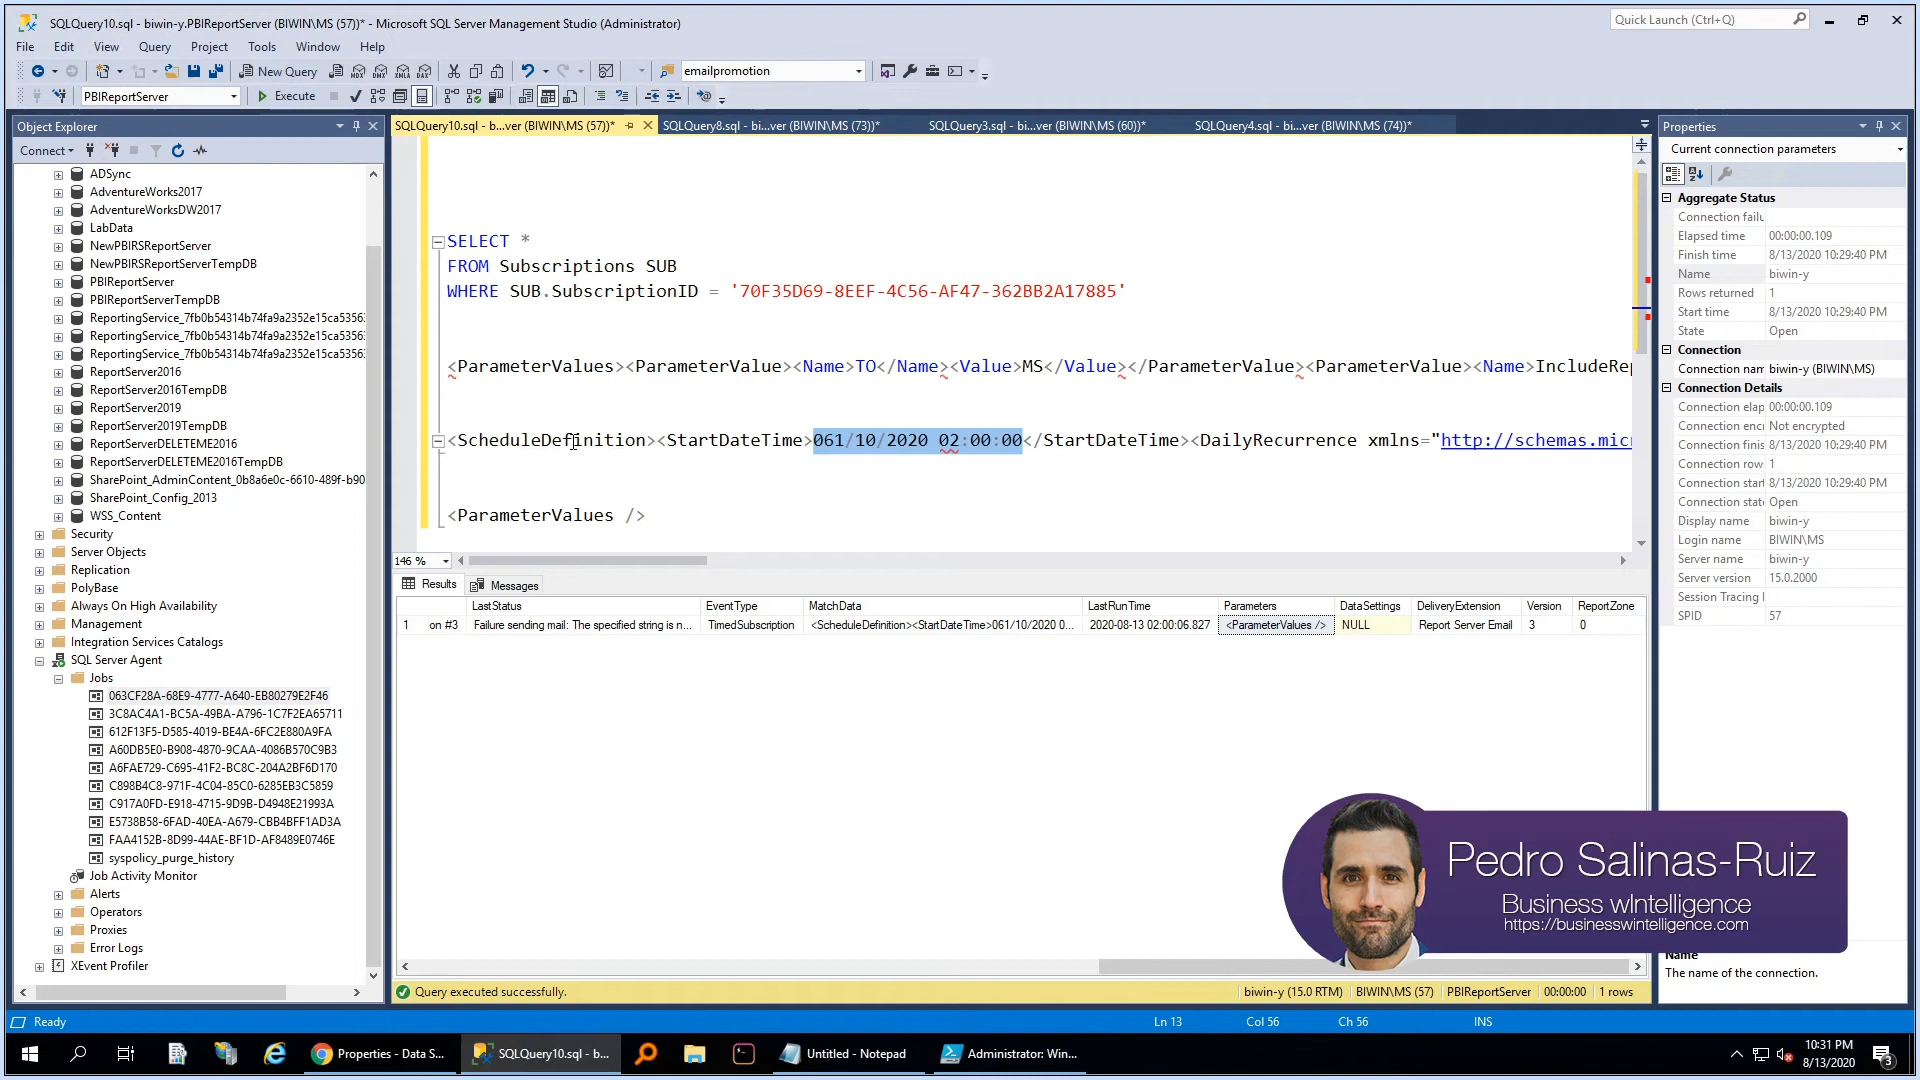 SQLQuery10.sql - biwin-y.PBIReportServer (BIWIN\MS (57))* - Microsoft SQL Server Management Studio (Administrator)
Quick Launch (Ctrl+Q)
File Edit View Query Project Tools Window Help
New Query MDX DMX XMLA DAX emailpromotion
PBIReportServer Execute
Object Explorer
Connect
ADSync
AdventureWorks2017
AdventureWorksDW2017
LabData
NewPBIRSReportServer
NewPBIRSReportServerTempDB
PBIReportServer
PBIReportServerTempDB
ReportingService_7fb0b54314b74fa9a2352e15ca5356
ReportingService_7fb0b54314b74fa9a2352e15ca5356
ReportingService_7fb0b54314b74fa9a2352e15ca5356
ReportServer2016
ReportServer2016TempDB
ReportServer2019
ReportServer2019TempDB
ReportServerDELETEME2016
ReportServerDELETEME2016TempDB
SharePoint_AdminContent_0b8a6e0c-6610-489f-b90
SharePoint_Config_2013
WSS_Content
Security
Server Objects
Replication
PolyBase
Always On High Availability
Management
Integration Services Catalogs
SQL Server Agent
Jobs
063CF28A-68E9-4777-A640-EB80279E2F46
3C8AC4A1-BC5A-49BA-A796-1C7F2EA65711
612F13F5-D585-4019-BE4A-6FC2E880A9FA
A60DB5E0-B908-4870-9CAA-4086B570C9B3
A6FAE729-C695-41F2-BC8C-204A2BF6D170
C898B4C8-971F-4C04-85C0-6285EB3C5859
C917A0FD-E918-4715-9D9B-D4948E21993A
E5738B58-6FAD-40EA-A679-CBB4BFF1AD3A
FAA4152B-8D99-44AE-BF1D-AF8489E0746E
syspolicy_purge_history
Job Activity Monitor
Alerts
Operators
Proxies
Error Logs
XEvent Profiler
SQLQuery10.sql - b...ver (BIWIN\MS (57))* SQLQuery8.sql - bi...ver (BIWIN\MS (73))* SQLQuery3.sql - bi...ver (BIWIN\MS (60))* SQLQuery4.sql - bi...ver (BIWIN\MS (74))*
SELECT *
FROM Subscriptions SUB
WHERE SUB.SubscriptionID = '70F35D69-8EEF-4C56-AF47-362BB2A17885'
<ParameterValues><ParameterValue><Name>TO</Name><Value>MS</Value></ParameterValue><ParameterValue><Name>IncludeRep
<ScheduleDefinition><StartDateTime>061/10/2020 02:00:00</StartDateTime><DailyRecurrence xmlns="http://schemas.micr
<ParameterValues />
146 %
Results Messages
LastStatus EventType MatchData LastRunTime Parameters DataSettings DeliveryExtension Version ReportZone
1 on #3 Failure sending mail: The specified string is n... TimedSubscription <ScheduleDefinition><StartDateTime>061/10/2020 0... 2020-08-13 02:00:06.827 <ParameterValues /> NULL Report Server Email 3 0
Query executed successfully.
biwin-y (15.0 RTM) BIWIN\MS (57) PBIReportServer 00:00:00 1 rows
Properties
Current connection parameters
Aggregate Status
Connection failu
Elapsed time 00:00:00.109
Finish time 8/13/2020 10:29:40 PM
Name biwin-y
Rows returned 1
Start time 8/13/2020 10:29:40 PM
State Open
Connection
Connection nam biwin-y (BIWIN\MS)
Connection Details
Connection elap 00:00:00.109
Connection encr Not encrypted
Connection finis 8/13/2020 10:29:40 PM
Connection row 1
Connection start 8/13/2020 10:29:40 PM
Connection state Open
Display name biwin-y
Login name BIWIN\MS
Server name biwin-y
Server version 15.0.2000
Session Tracing I
SPID 57
Name
The name of the connection.
Pedro Salinas-Ruiz
Business wIntelligence
https://businesswintelligence.com
Ready Ln 13 Col 56 Ch 56 INS
Properties - Data S... SQLQuery10.sql - b... Untitled - Notepad Administrator: Win...
10:31 PM
8/13/2020
3